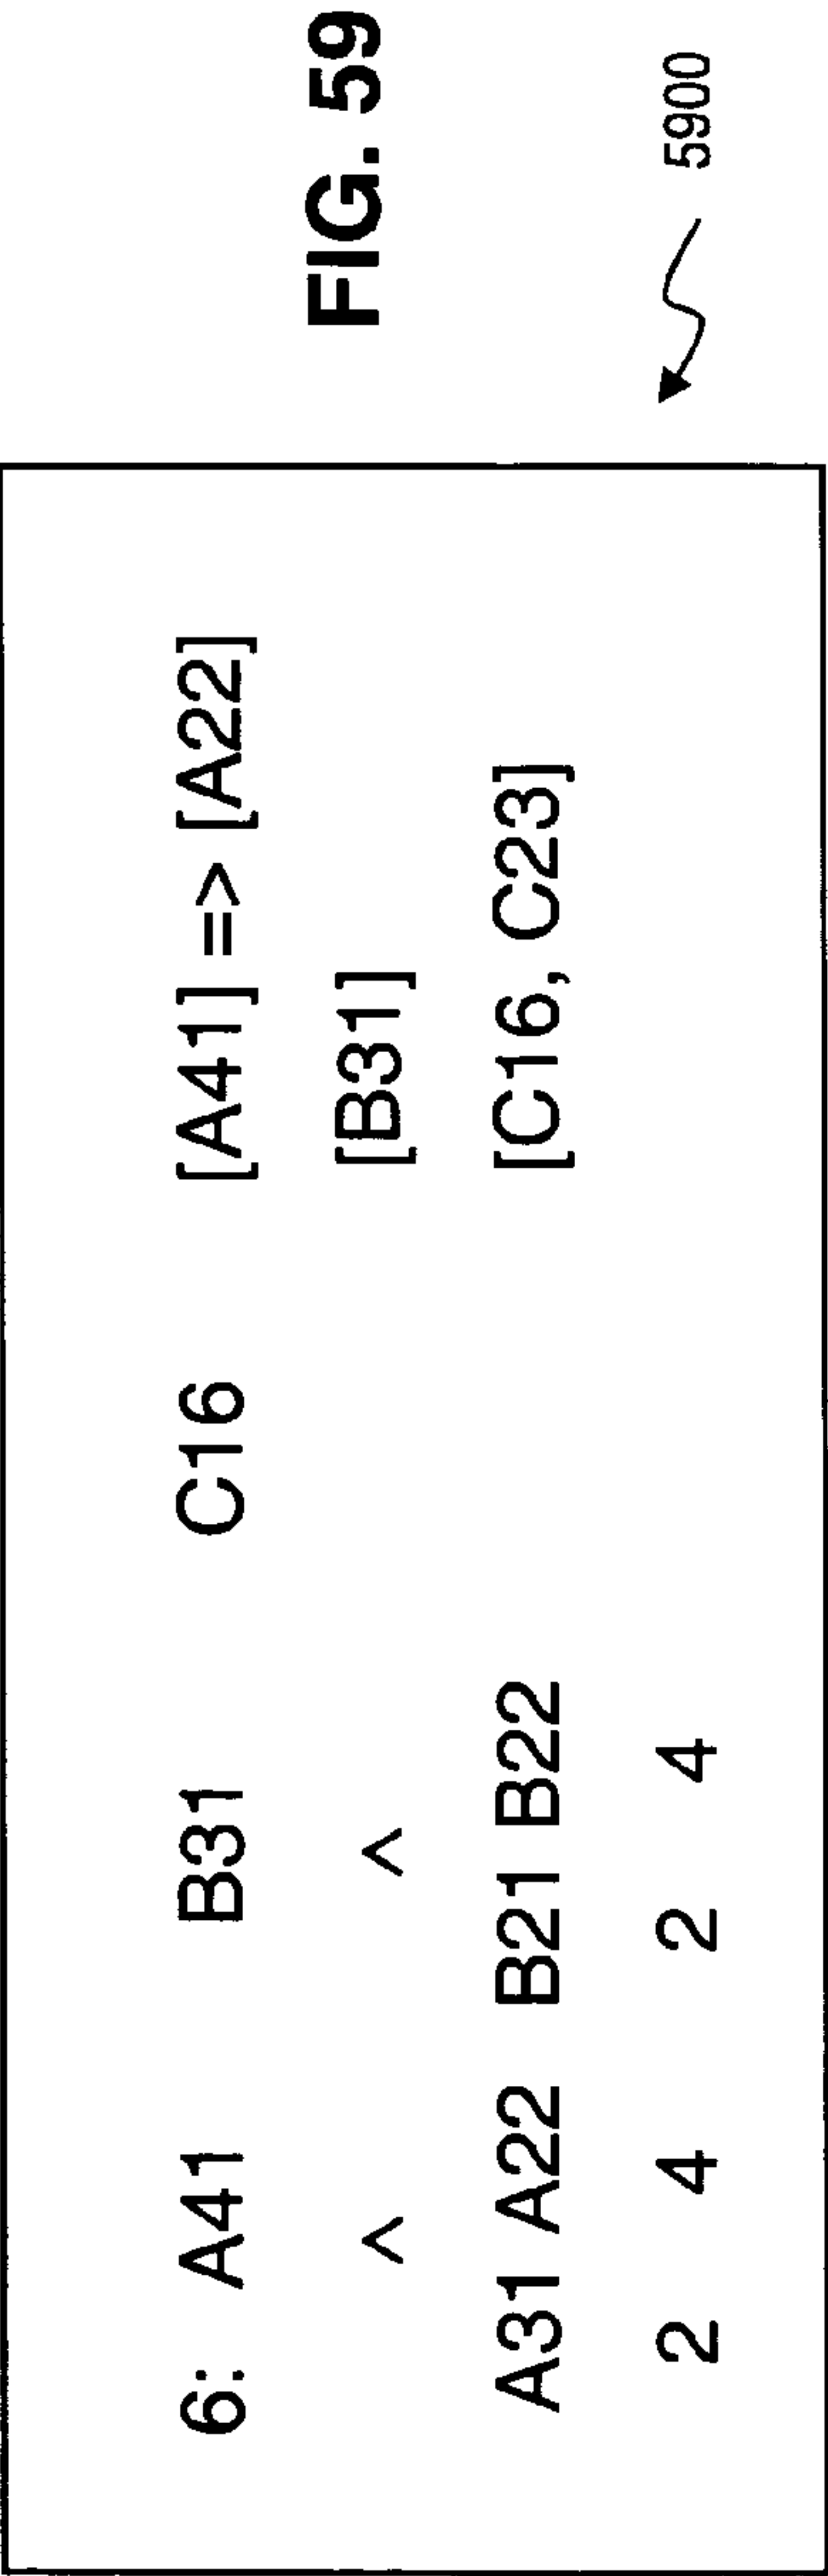 6: A41 B31 C16 [A41] => [A22]
^ ^ [B31]
A31 A22 B21 B22 [C16, C23]
2 4 2 4
FIG. 59
5900